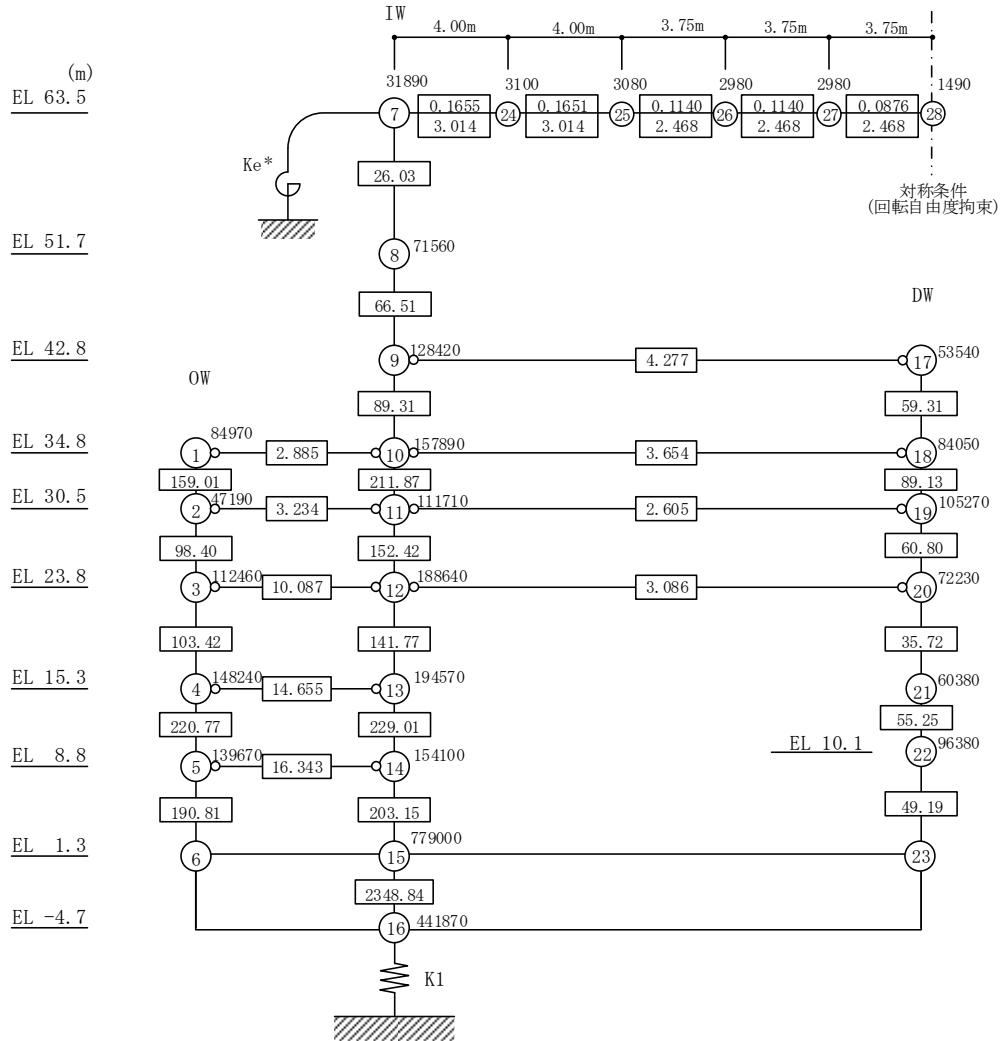 IW
4.00m 4.00m 3.75m 3.75m 3.75m
(m)
31890 3100 3080 2980 2980 1490
EL 63.5
7 0.1655 24 0.1651 25 0.1140 26 0.1140 27 0.0876 28
3.014 3.014 2.468 2.468 2.468
Ke*
26.03
対称条件
(回転自由度拘束)
EL 51.7
8 71560
66.51
DW
EL 42.8
9 128420 4.277 17 53540
OW
89.31 59.31
EL 34.8
84970
1 2.885 10 157890 3.654 18 84050
159.01 211.87 89.13
EL 30.5
2 47190 3.234 11 111710 2.605 19 105270
98.40 152.42 60.80
EL 23.8
3 112460 10.087 12 188640 3.086 20 72230
103.42 141.77 35.72
EL 15.3
4 148240 14.655 13 194570 21 60380
220.77 229.01 55.25
EL 8.8
5 139670 16.343 14 154100 EL 10.1 22 96380
190.81 203.15 49.19
779000
EL 1.3
6 15 23
2348.84
EL -4.7
16 441870
K1